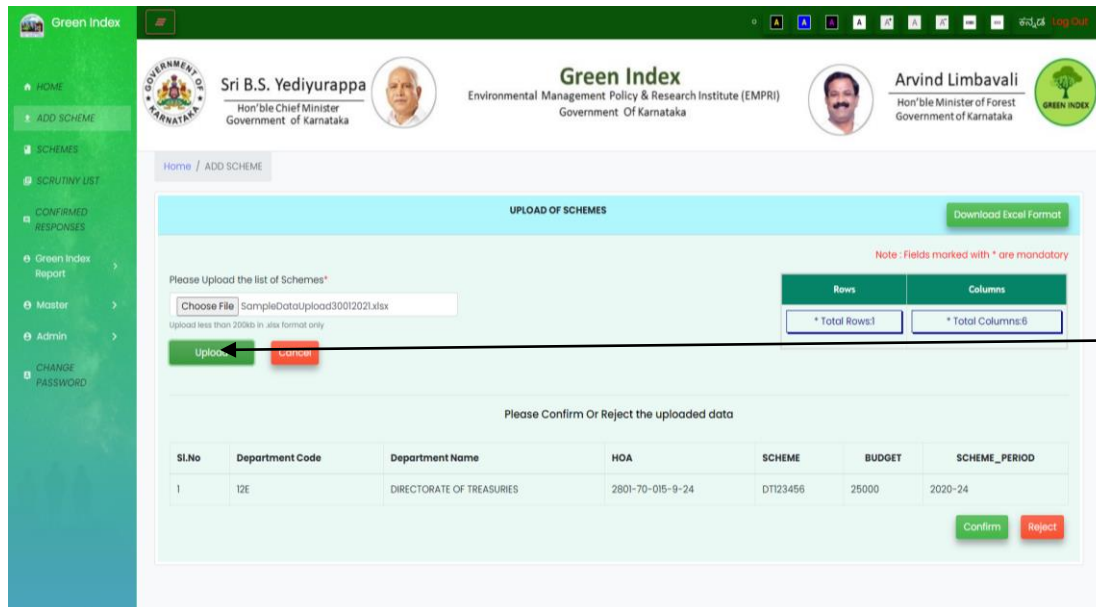 Green Index
A A A A A+ A A- ಕನ್ನಡ Log Out
HOME
ADD SCHEME
SCHEMES
SCRUTINY LIST
CONFIRMED
RESPONSES
Green Index
Report
Master
Admin
CHANGE
PASSWORD
GOVERNMENT OF KARNATAKA
Sri B.S. Yediyurappa
Hon'ble Chief Minister
Government of Karnataka
Green Index
Environmental Management Policy & Research Institute (EMPRI)
Government Of Karnataka
Arvind Limbavali
Hon'ble Minister of Forest
Government of Karnataka
GREEN INDEX
Home / ADD SCHEME
UPLOAD OF SCHEMES
Download Excel Format
Note : Fields marked with * are mandatory
Please Upload the list of Schemes*
Choose File SampleDataUpload30012021.xlsx
Upload less than 200kb in .xlsx format only
Upload Cancel
Rows Columns
* Total Rows:1 * Total Columns:6
Please Confirm Or Reject the uploaded data
Sl.No Department Code Department Name HOA SCHEME BUDGET SCHEME_PERIOD
1 12E DIRECTORATE OF TREASURIES 2801-70-015-9-24 DT123456 25000 2020-24
Confirm Reject